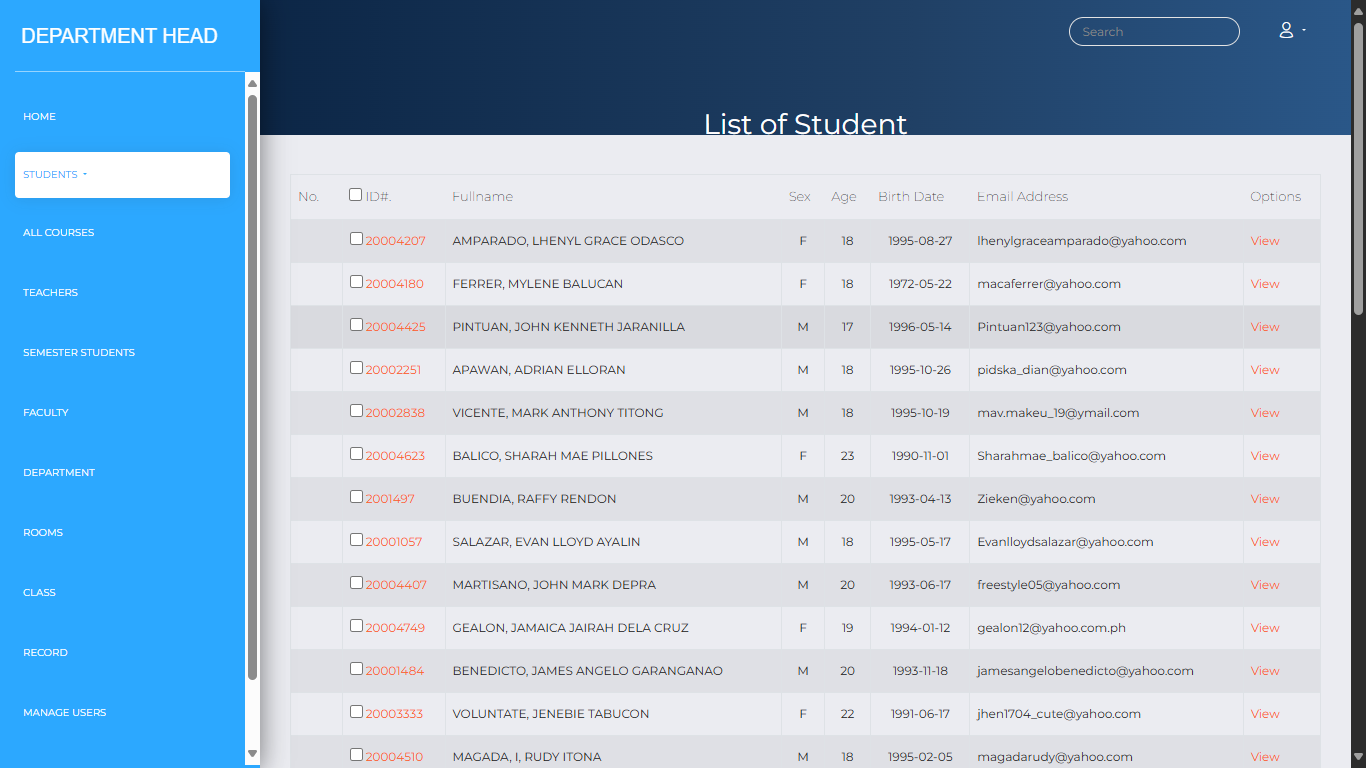 DEPARTMENT HEAD
HOME
STUDENTS
ALL COURSES
TEACHERS
SEMESTER STUDENTS
FACULTY
DEPARTMENT
ROOMS
CLASS
RECORD
MANAGE USERS
Search
List of Student
No. ID#. Fullname Sex Age Birth Date Email Address Options
20004207 AMPARADO, LHENYL GRACE ODASCO F 18 1995-08-27 lhenylgraceamparado@yahoo.com View
20004180 FERRER, MYLENE BALUCAN F 18 1972-05-22 macaferrer@yahoo.com View
20004425 PINTUAN, JOHN KENNETH JARANILLA M 17 1996-05-14 Pintuan123@yahoo.com View
20002251 APAWAN, ADRIAN ELLORAN M 18 1995-10-26 pidska_dian@yahoo.com View
20002838 VICENTE, MARK ANTHONY TITONG M 18 1995-10-19 mav.makeu_19@ymail.com View
20004623 BALICO, SHARAH MAE PILLONES F 23 1990-11-01 Sharahmae_balico@yahoo.com View
2001497 BUENDIA, RAFFY RENDON M 20 1993-04-13 Zieken@yahoo.com View
20001057 SALAZAR, EVAN LLOYD AYALIN M 18 1995-05-17 Evanlloydsalazar@yahoo.com View
20004407 MARTISANO, JOHN MARK DEPRA M 20 1993-06-17 freestyle05@yahoo.com View
20004749 GEALON, JAMAICA JAIRAH DELA CRUZ F 19 1994-01-12 gealon12@yahoo.com.ph View
20001484 BENEDICTO, JAMES ANGELO GARANGANAO M 20 1993-11-18 jamesangelobenedicto@yahoo.com View
20003333 VOLUNTATE, JENEBIE TABUCON F 22 1991-06-17 jhen1704_cute@yahoo.com View
20004510 MAGADA, I, RUDY ITONA M 18 1995-02-05 magadarudy@yahoo.com View